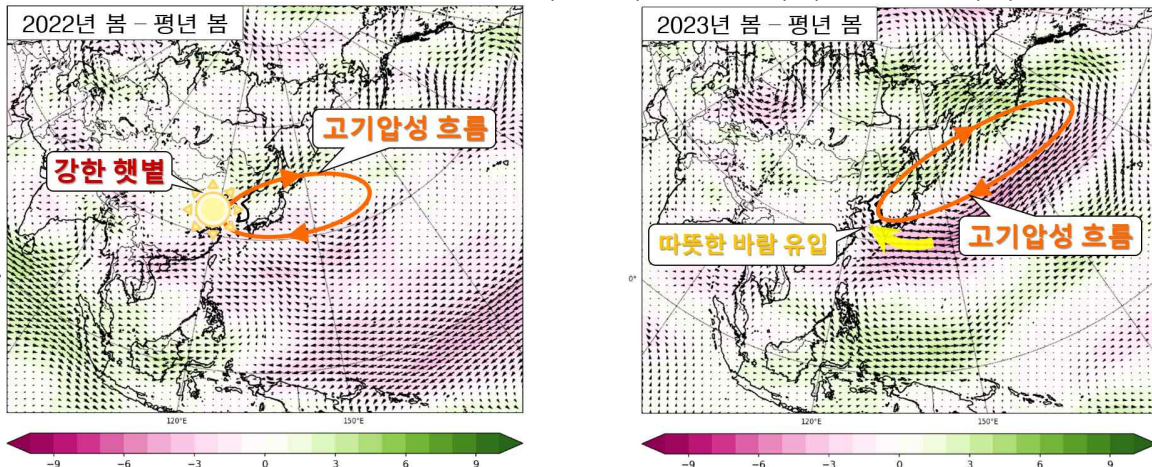 2022년 봄 – 평년 봄
고기압성 흐름
강한 햇볕
120°E
150°E
−9 −6 −3 0 3 6 9
2023년 봄 – 평년 봄
따뜻한 바람 유입
고기압성 흐름
0°
120°E
150°E
−9 −6 −3 0 3 6 9